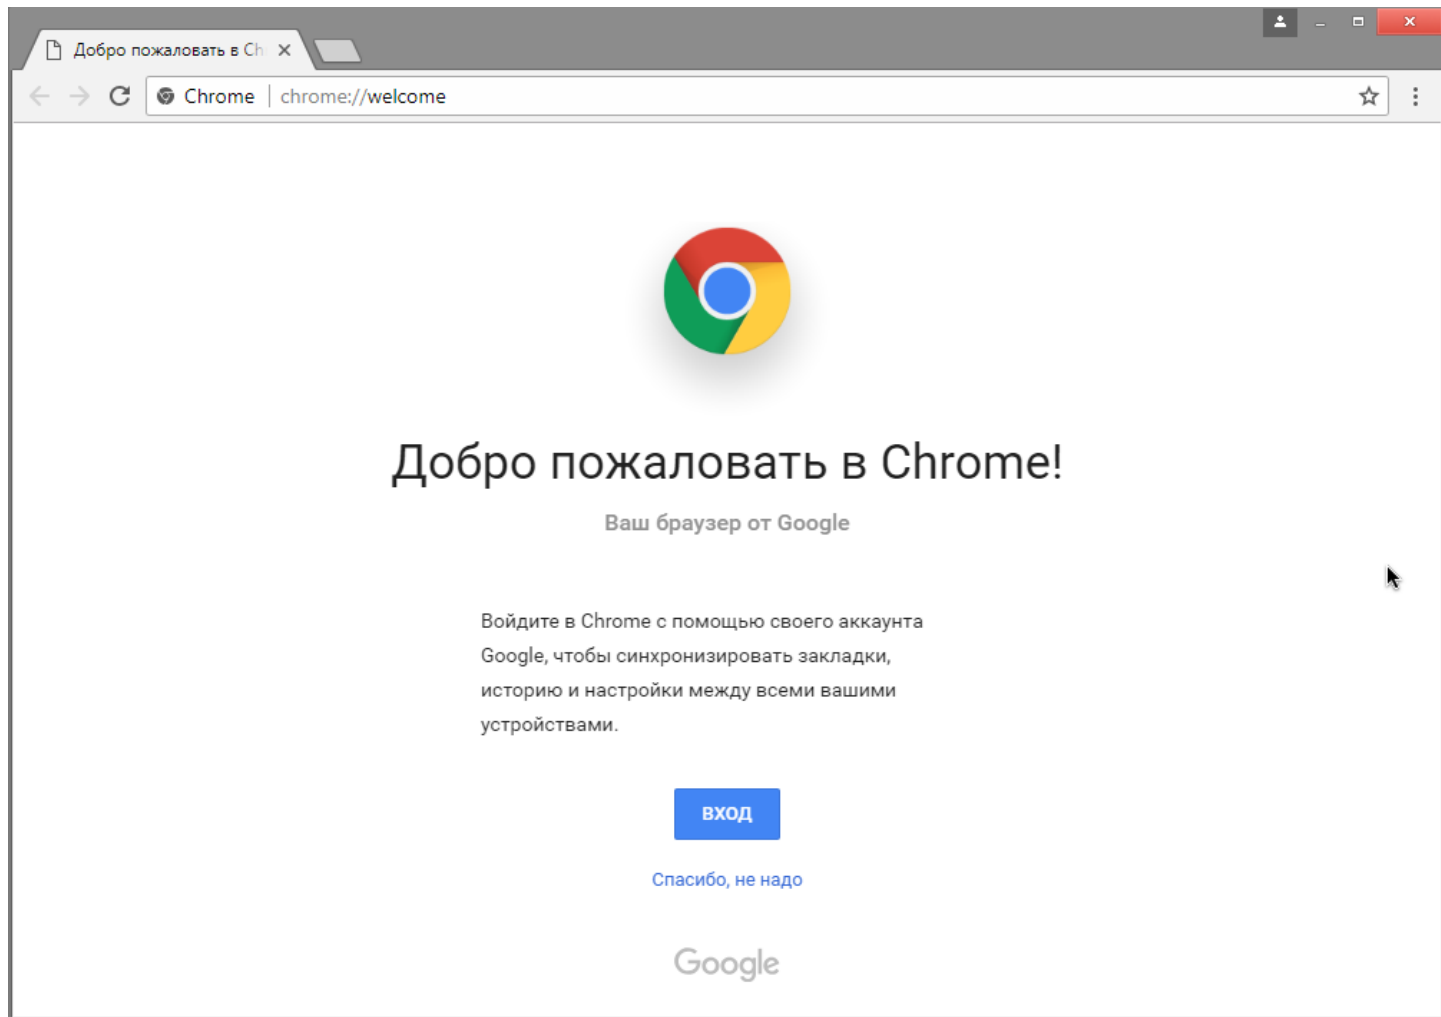 Добро пожаловать в Ch
Chrome chrome://welcome
Добро пожаловать в Chrome!
Ваш браузер от Google
Войдите в Chrome с помощью своего аккаунта
Google, чтобы синхронизировать закладки,
историю и настройки между всеми вашими
устройствами.
ВХОД
Спасибо, не надо
Google